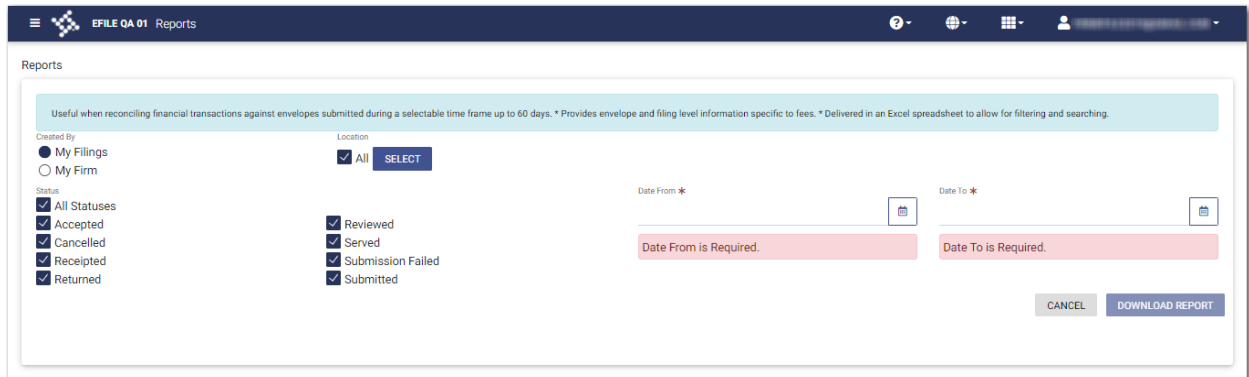 EFILE QA 01 Reports
Reports
Useful when reconciling financial transactions against envelopes submitted during a selectable time frame up to 60 days. * Provides envelope and filing level information specific to fees. * Delivered in an Excel spreadsheet to allow for filtering and searching.
Created By
My Filings
My Firm
Location
All SELECT
Status
All Statuses
Accepted
Cancelled
Receipted
Returned
Reviewed
Served
Submission Failed
Submitted
Date From *
Date From is Required.
Date To *
Date To is Required.
CANCEL DOWNLOAD REPORT